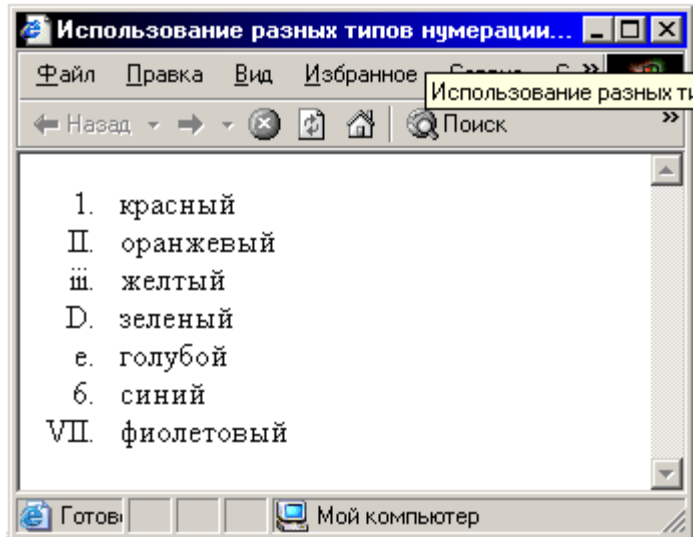 Использование разных типов нумерации...
Файл Правка Вид Избранное
Использование разных
Назад Поиск
1. красный
II. оранжевый
iii. желтый
D. зеленый
e. голубой
6. синий
VII. фиолетовый
Готов Мой компьютер